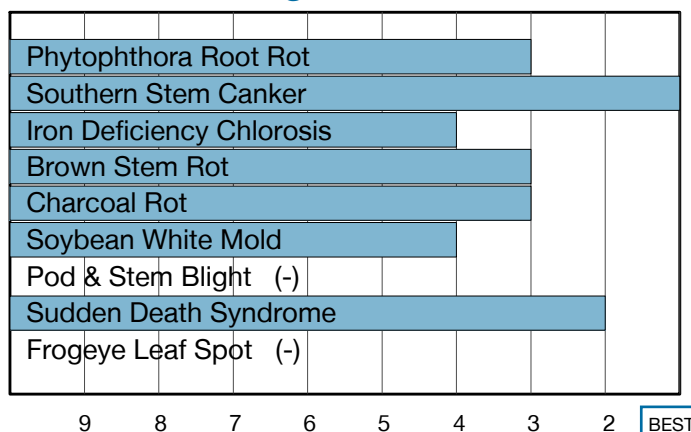 Phytophthora Root Rot
Southern Stem Canker
Iron Deficiency Chlorosis
Brown Stem Rot
Charcoal Rot
Soybean White Mold
Pod & Stem Blight (-)
Sudden Death Syndrome
Frogeye Leaf Spot (-)
9 8 7 6 5 4 3 2 BEST